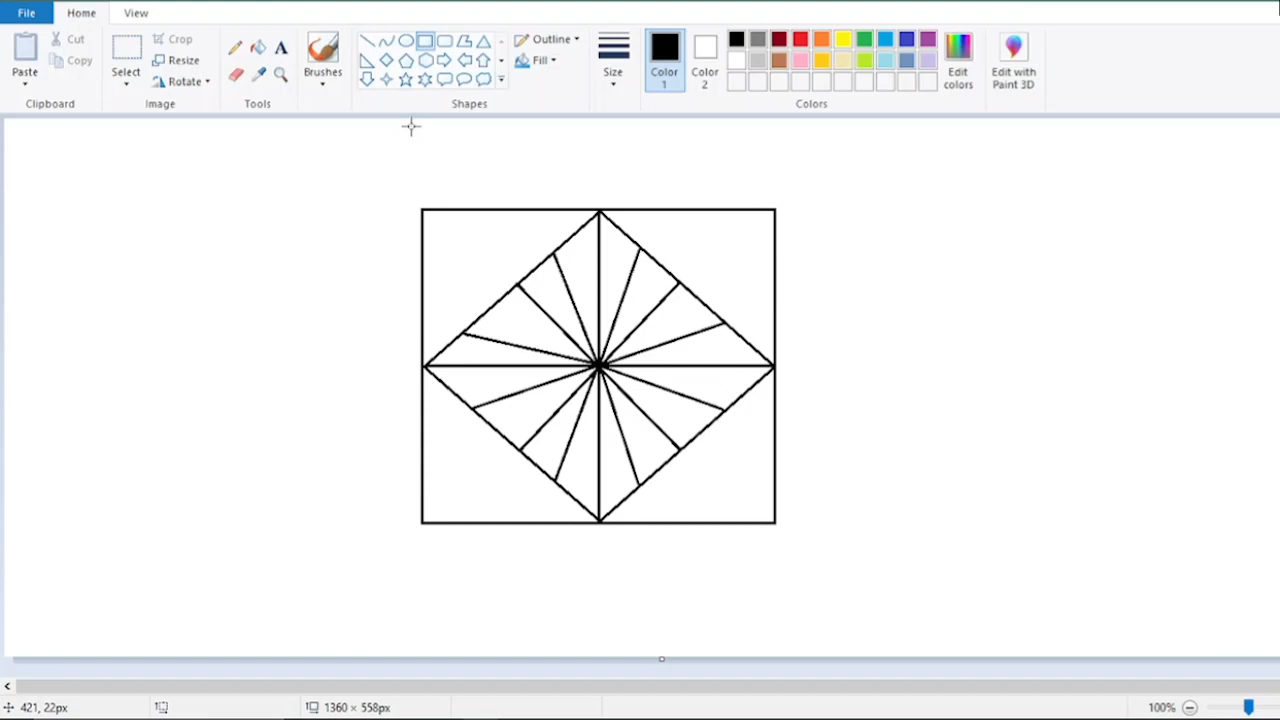 File Home View
Paste
Cut
Copy
Clipboard
Select
Crop
Resize
Rotate
Image
A
Tools
Brushes
Shapes
Outline
Fill
Size
Color 1
Color 2
Edit colors
Colors
Edit with Paint 3D
421, 22px
1360 × 558px
100%